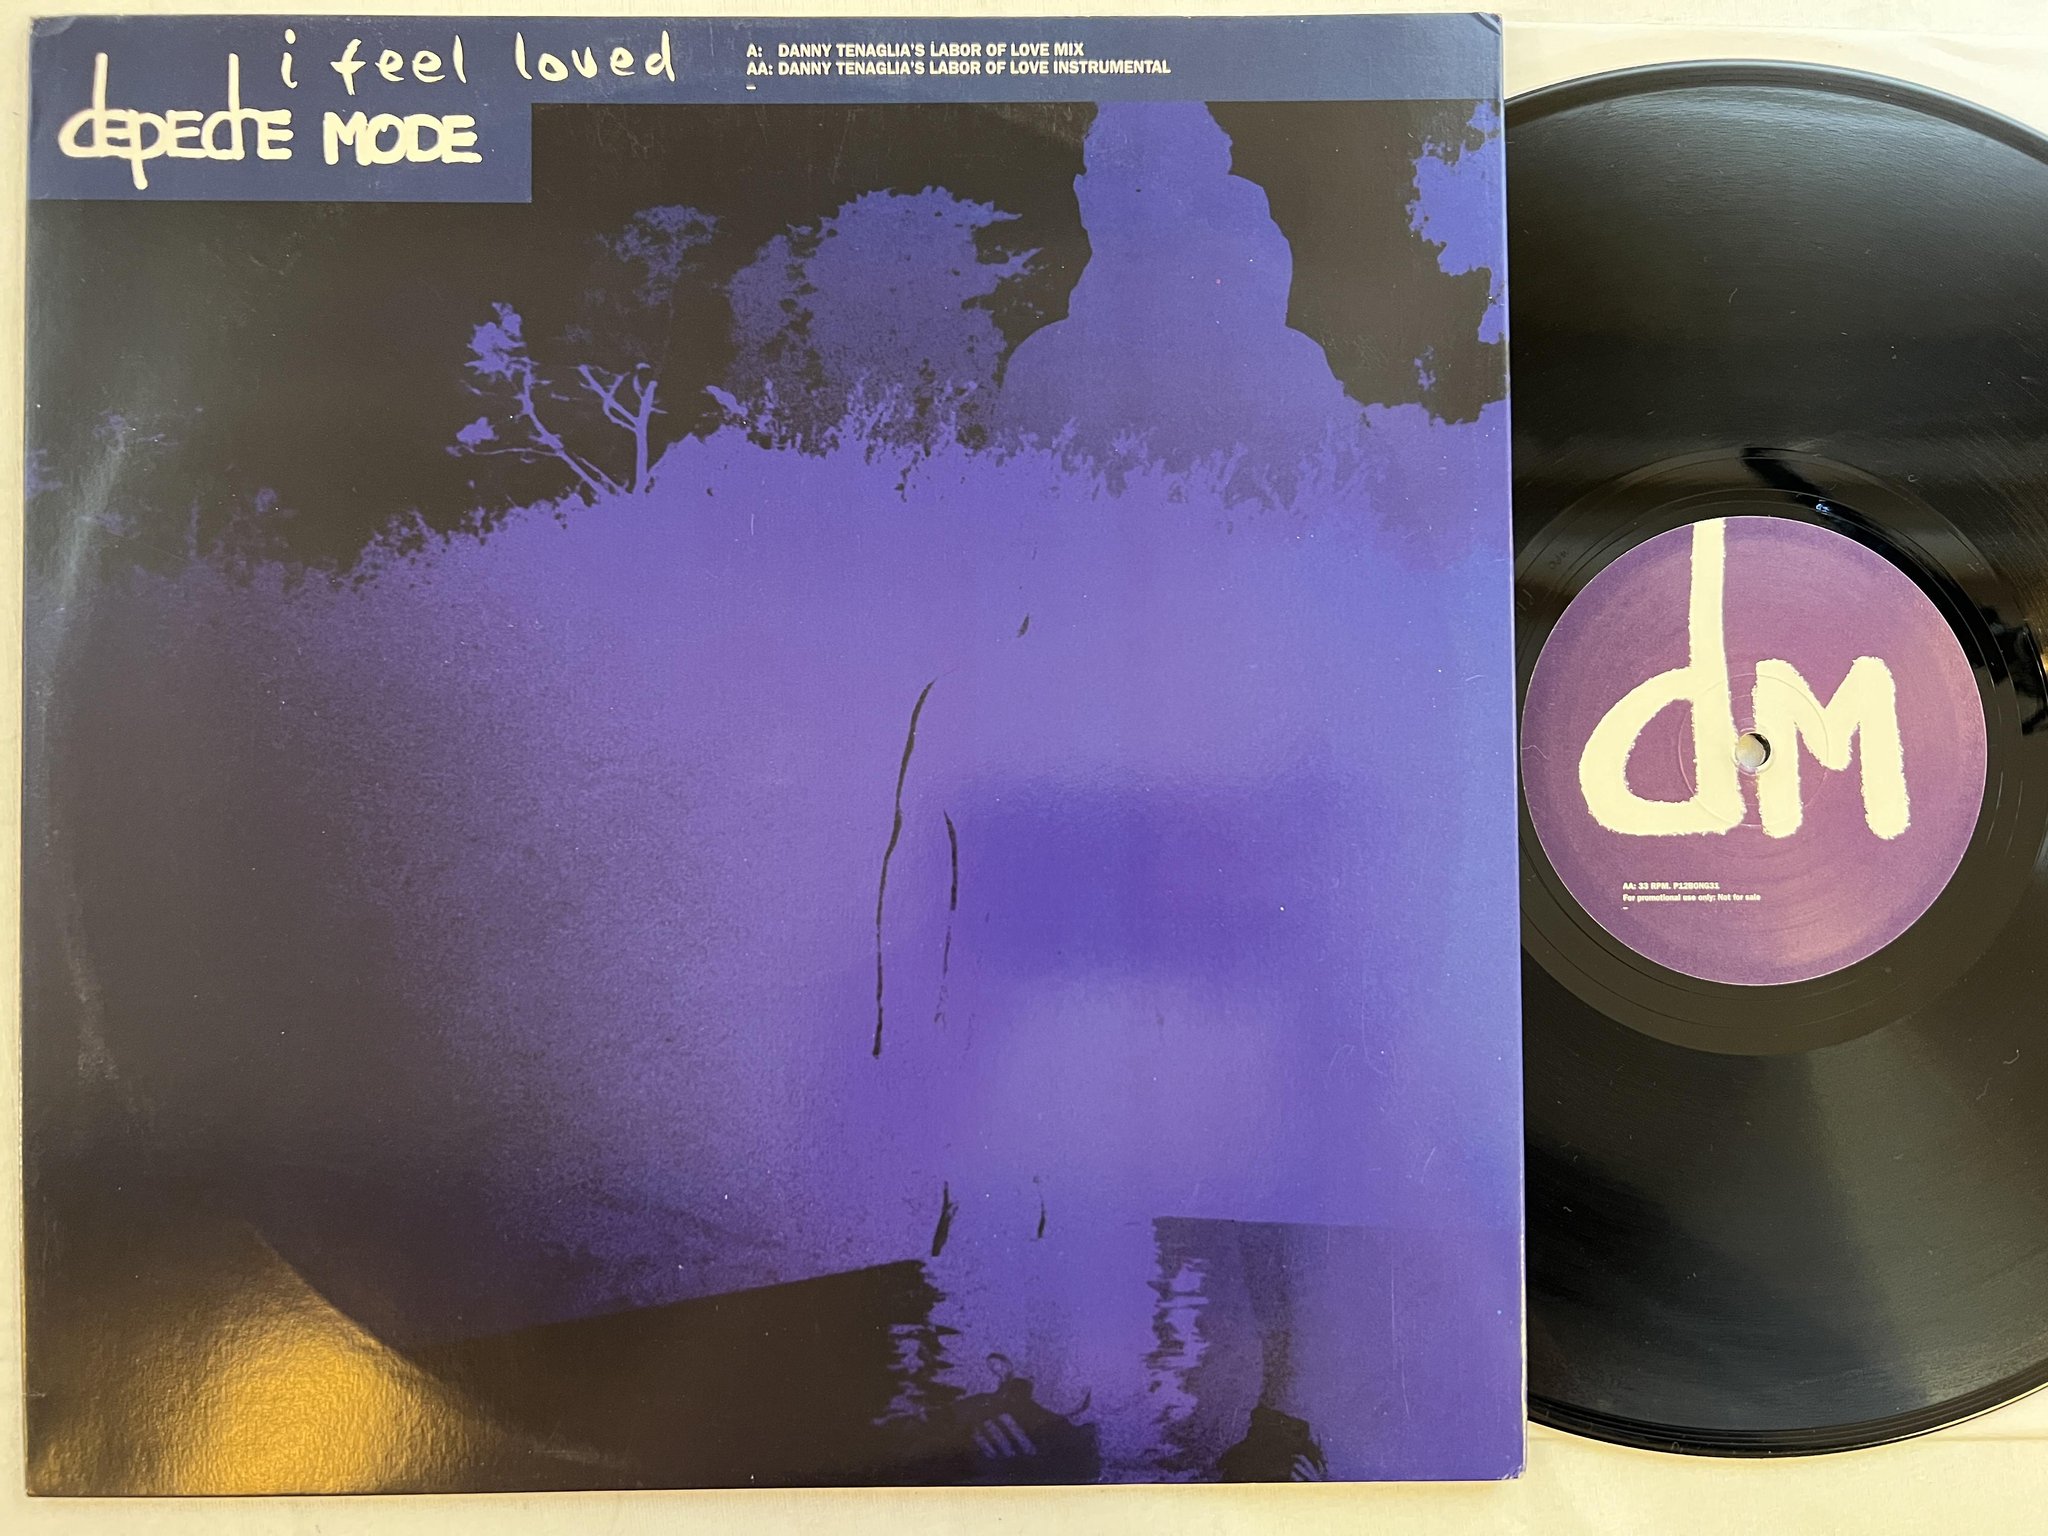 i feel loved
depeche MODE
A: DANNY TENAGLIA'S LABOR OF LOVE MIX
AA: DANNY TENAGLIA'S LABOR OF LOVE INSTRUMENTAL
dM
AA: 33 RPM. P12BONG31
For promotional use only: Not for sale